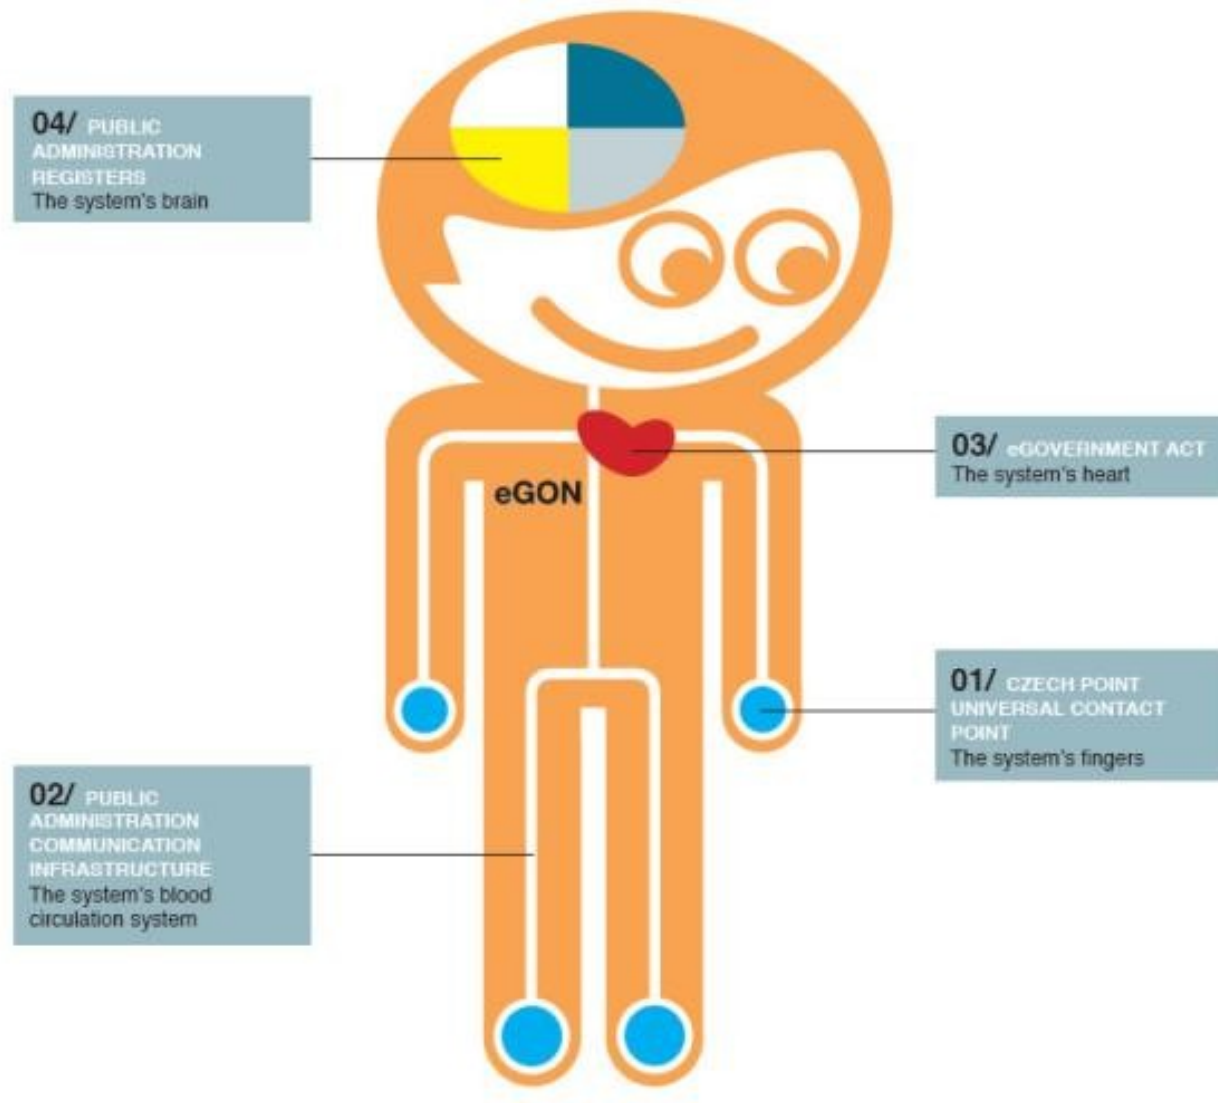 04/ PUBLIC
ADMINISTRATION
REGISTERS
The system's brain
03/ eGOVERNMENT ACT
The system's heart
eGON
01/ CZECH POINT
UNIVERSAL CONTACT
POINT
The system's fingers
02/ PUBLIC
ADMINISTRATION
COMMUNICATION
INFRASTRUCTURE
The system's blood
circulation system